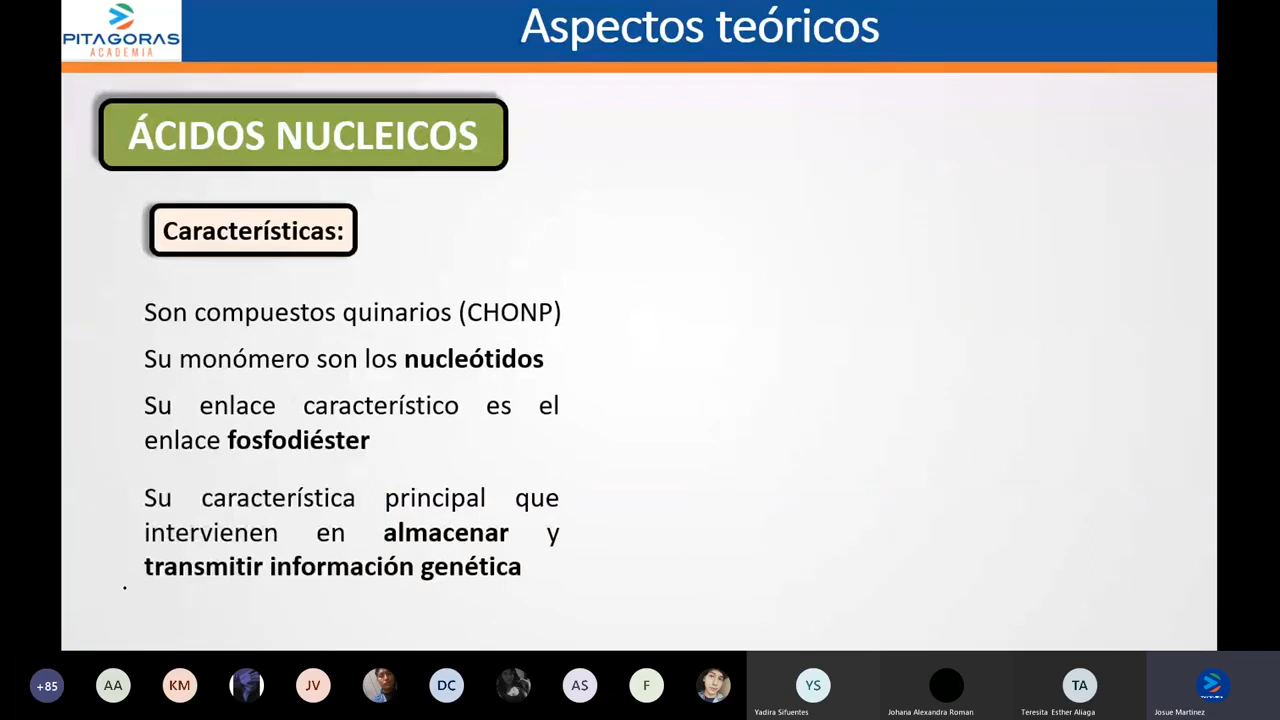 PITAGORAS
ACADEMIA
Aspectos teóricos
ÁCIDOS NUCLEICOS
Características:
Son compuestos quinarios (CHONP)
Su monómero son los nucleótidos
Su enlace característico es el
enlace fosfodiéster
Su característica principal que
intervienen en almacenar y
transmitir información genética
+85
AA
KM
JV
DC
AS
F
YS
TA
Yadira Sifuentes
Johana Alexandra Roman
Teresita Esther Aliaga
Josue Martinez